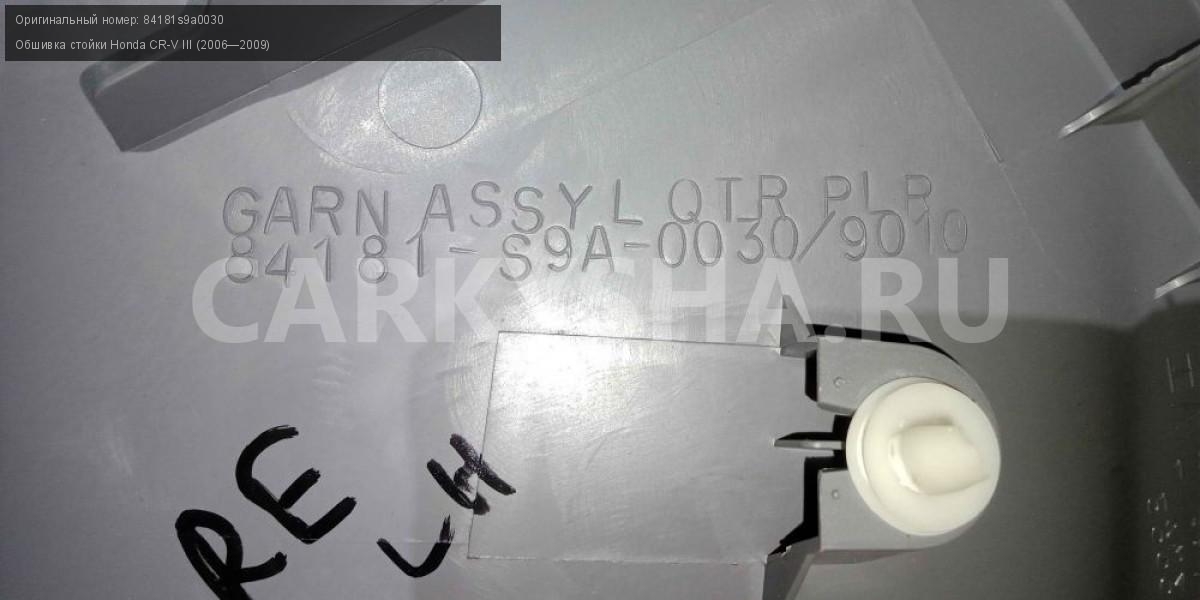 Оригинальный номер: 84181s9a0030
Обшивка стойки Honda CR-V III (2006—2009)
GARN ASSY L QTR PLR
84181-S9A-0030/9010
CARKASHA.RU
RE
LH